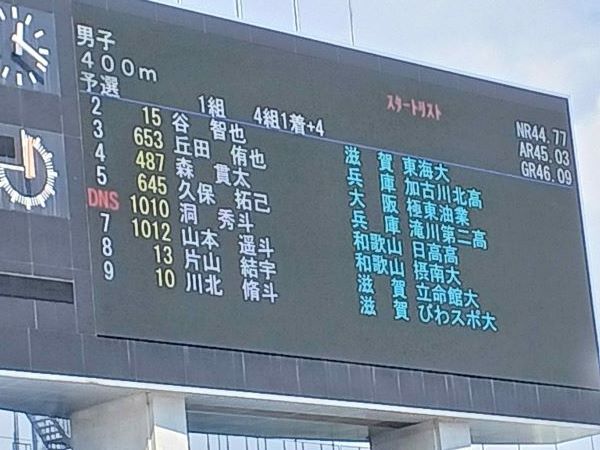 男子
400m
予選 1組 4組1着+4 スタートリスト
NR44.77
AR45.03
GR46.09
2 15 谷 智也 滋賀 東海大
3 653 丘田 侑也 兵庫 加古川北高
4 487 森 貫太 大阪 極東油業
5 645 久保 拓己 兵庫 滝川第二高
DNS 1010 洞 秀斗 和歌山 日高高
7 1012 山本 遥斗 和歌山 摂南大
8 13 片山 結宇 滋賀 立命館大
9 10 川北 脩斗 滋賀 びわスポ大